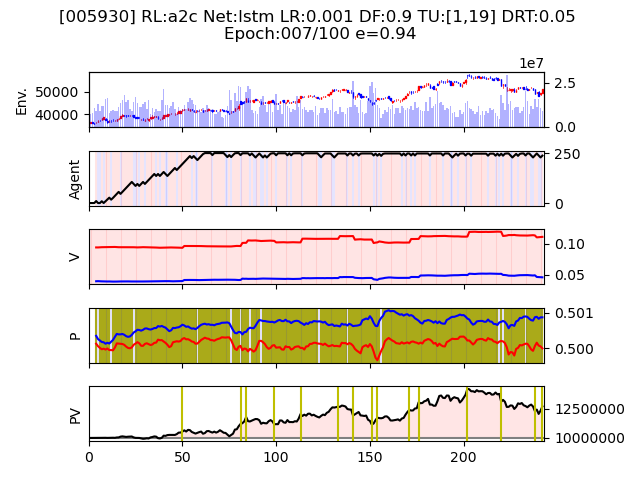 [005930] RL:a2c Net:lstm LR:0.001 DF:0.9 TU:[1,19] DRT:0.05
Epoch:007/100 e=0.94
1e7
Env.
50000
40000
2.5
0.0
Agent
250
0
V
0.10
0.05
P
0.501
0.500
PV
12500000
10000000
0 50 100 150 200